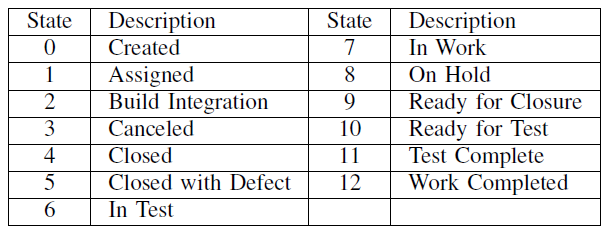 State Description State Description
0 Created 7 In Work
1 Assigned 8 On Hold
2 Build Integration 9 Ready for Closure
3 Canceled 10 Ready for Test
4 Closed 11 Test Complete
5 Closed with Defect 12 Work Completed
6 In Test